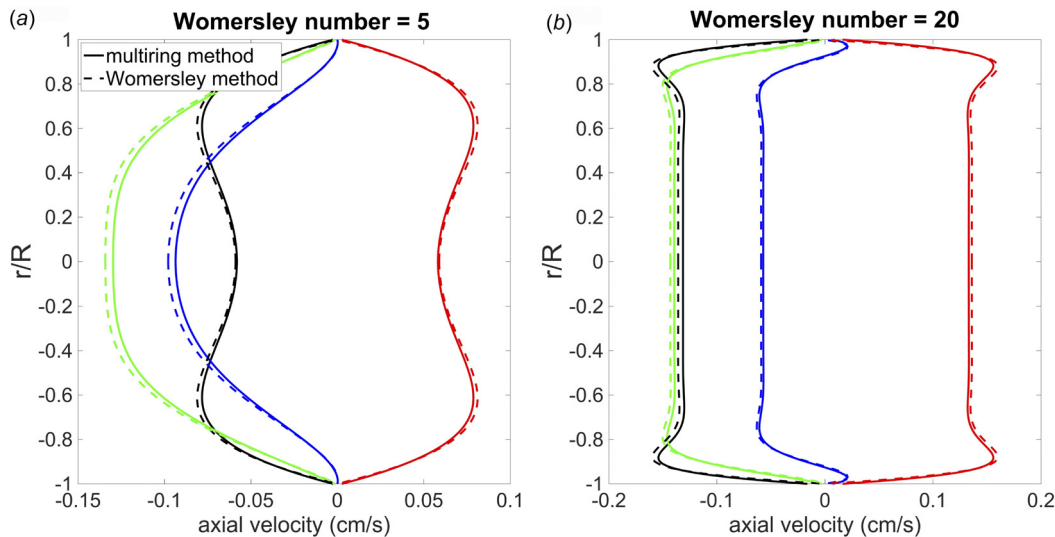 (a)
Womersley number = 5
multiring method
Womersley method
r/R
1
0.8
0.6
0.4
0.2
0
-0.2
-0.4
-0.6
-0.8
-1
-0.15 -0.1 -0.05 0 0.05 0.1
axial velocity (cm/s)
(b)
Womersley number = 20
r/R
1
0.8
0.6
0.4
0.2
0
-0.2
-0.4
-0.6
-0.8
-1
-0.2 -0.1 0 0.1 0.2
axial velocity (cm/s)